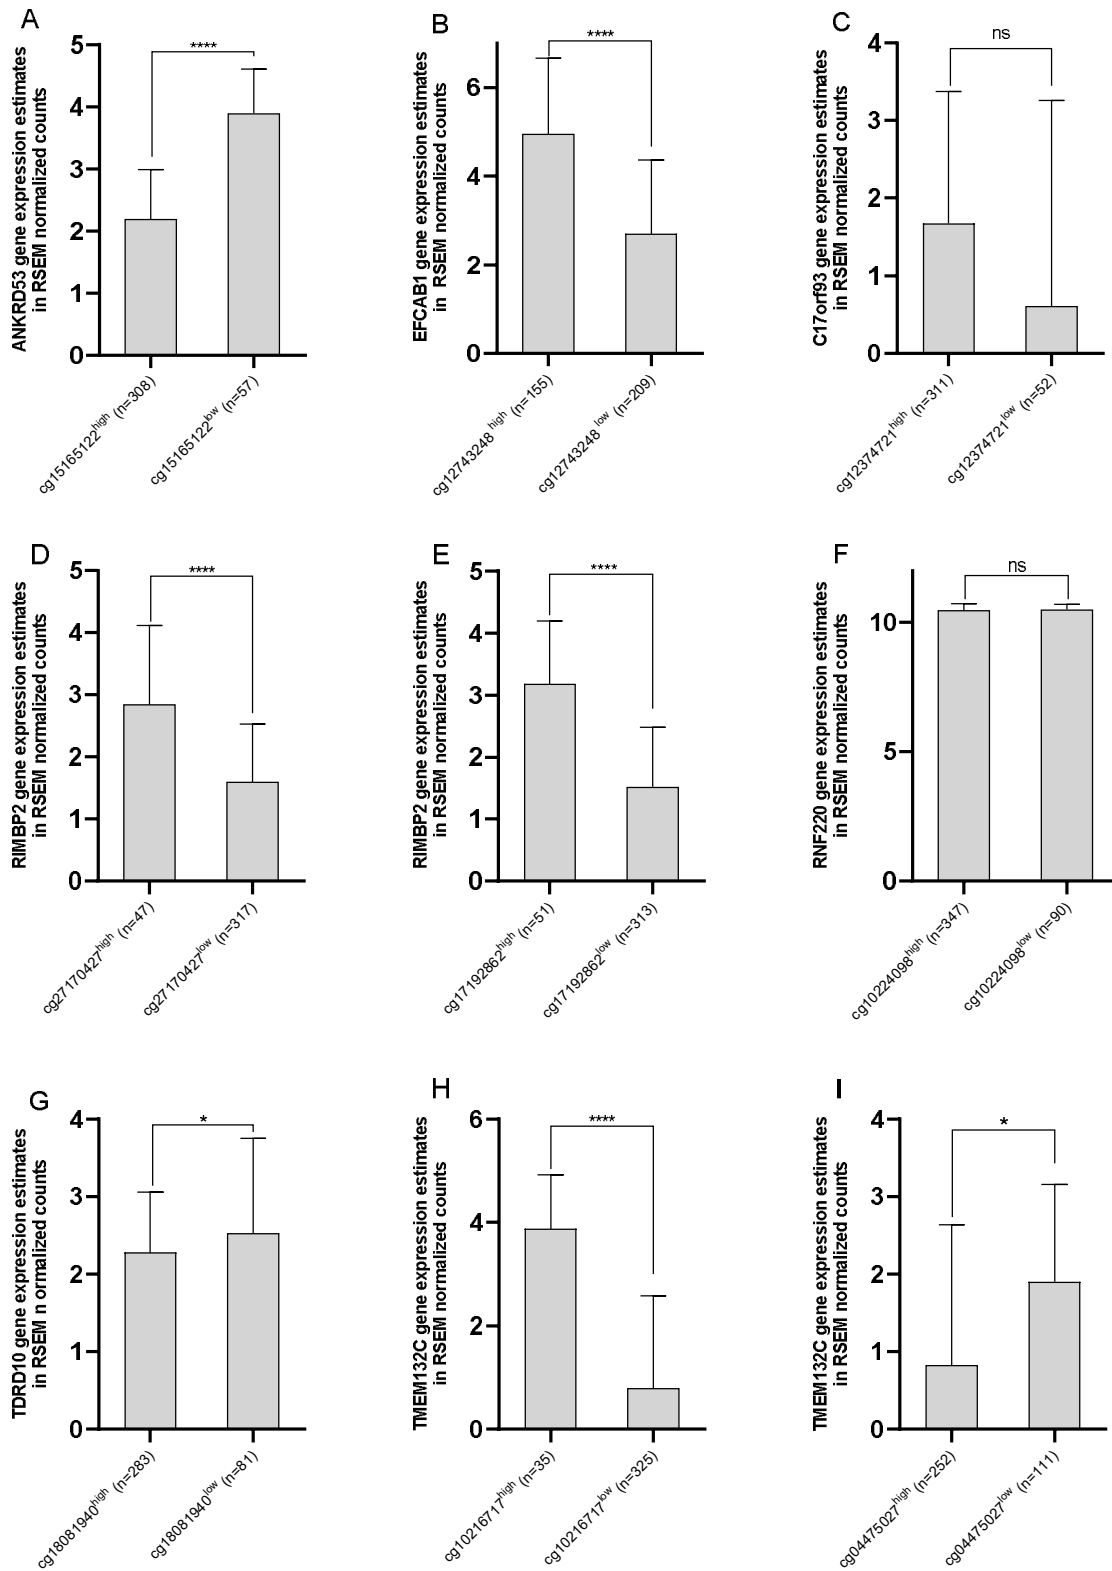 A
ANKRD53 gene expression estimates
in RSEM normalized counts
5
4
3
2
1
0
****
cg15165122high (n=308)
cg15165122low (n=57)
B
EFCAB1 gene expression estimates
in RSEM normalized counts
6
4
2
0
****
cg12743248 high (n=155)
cg12743248 low (n=209)
C
C17orf93 gene expression estimates
in RSEM normalized counts
4
3
2
1
0
ns
cg12374721high (n=311)
cg12374721low (n=52)
D
RIMBP2 gene expression estimates
in RSEM normalized counts
5
4
3
2
1
0
****
cg27170427high (n=47)
cg27170427low (n=317)
E
RIMBP2 gene expression estimates
in RSEM normalized counts
5
4
3
2
1
0
****
cg17192862high (n=51)
cg17192862low (n=313)
F
RNF220 gene expression estimates
in RSEM normalized counts
10
5
0
ns
cg10224098high (n=347)
cg10224098low (n=90)
G
TDRD10 gene expression estimates
in RSEM n ormalized counts
4
3
2
1
0
*
cg18081940high (n=283)
cg18081940low (n=81)
H
TMEM132C gene expression estimates
in RSEM normalized counts
6
4
2
0
****
cg10216717high (n=35)
cg10216717low (n=325)
I
TMEM132C gene expression estimates
in RSEM normalized counts
4
3
2
1
0
*
cg04475027high (n=252)
cg04475027low (n=111)